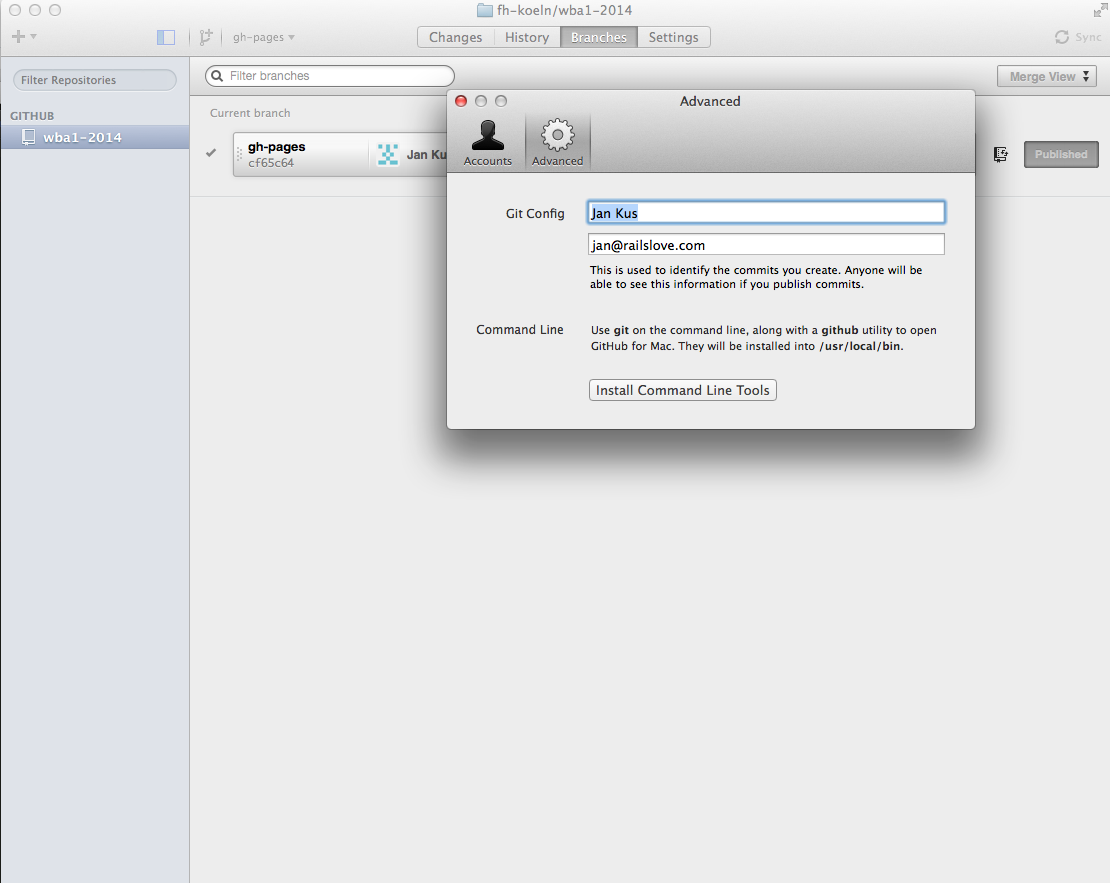 fh-koeln/wba1-2014
gh-pages
Changes
History
Branches
Settings
Sync
Filter Repositories
GITHUB
wba1-2014
Filter branches
Merge View
Current branch
gh-pages
cf65c64
Jan Ku
Published
Advanced
Accounts
Advanced
Git Config
Jan Kus
jan@railslove.com
This is used to identify the commits you create. Anyone will be
able to see this information if you publish commits.
Command Line
Use git on the command line, along with a github utility to open
GitHub for Mac. They will be installed into /usr/local/bin.
Install Command Line Tools